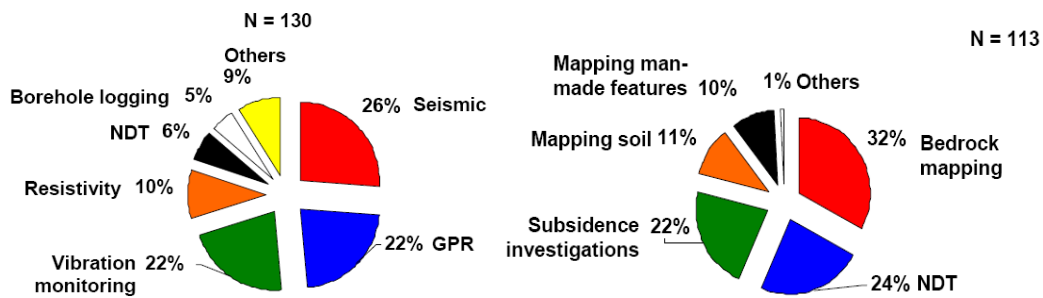 N = 130
Others
9%
Borehole logging 5%
NDT 6%
Resistivity 10%
Vibration 22%
monitoring
26% Seismic
22% GPR
N = 113
Mapping man-
made features 10%
1% Others
Mapping soil 11%
Subsidence 22%
investigations
32% Bedrock
mapping
24% NDT